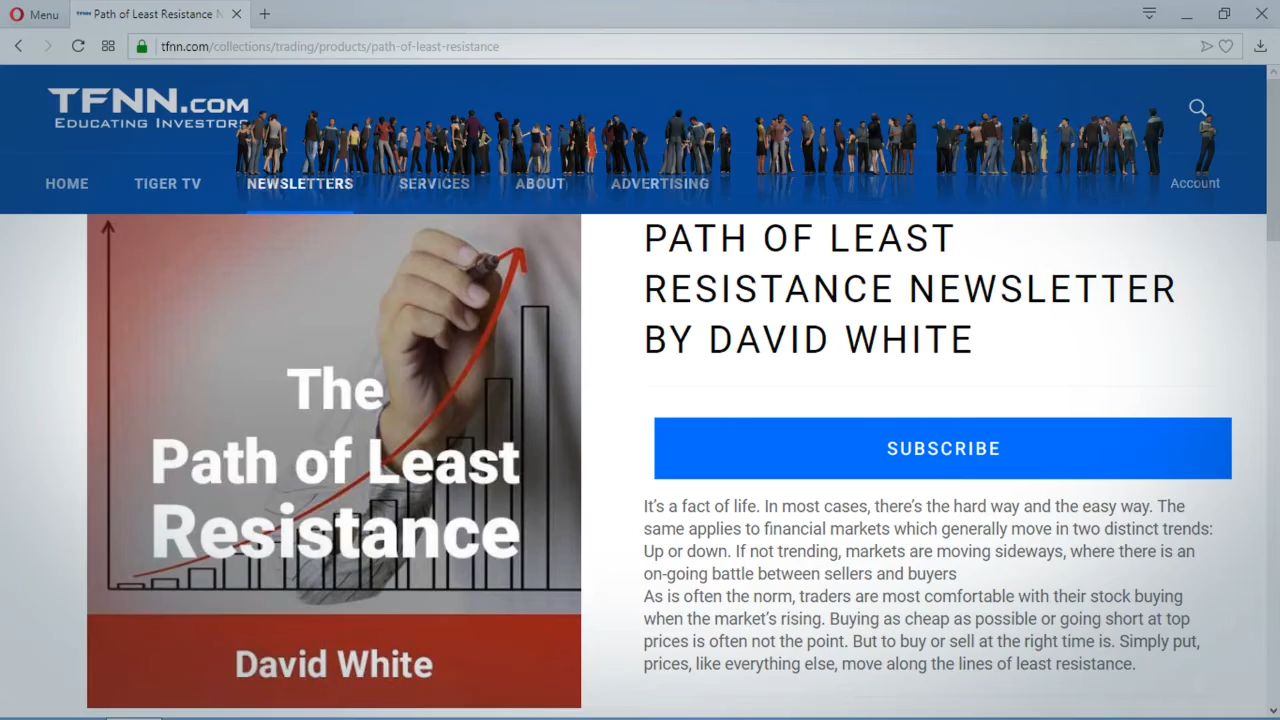 Menu
Path of Least Resistance N
tfnn.com/collections/trading/products/path-of-least-resistance
TFNN.COM
EDUCATING INVESTORS
HOME
TIGER TV
NEWSLETTERS
SERVICES
ABOUT
ADVERTISING
Account
The
Path of Least
Resistance
David White
PATH OF LEAST
RESISTANCE NEWSLETTER
BY DAVID WHITE
SUBSCRIBE
It’s a fact of life. In most cases, there’s the hard way and the easy way. The
same applies to financial markets which generally move in two distinct trends:
Up or down. If not trending, markets are moving sideways, where there is an
on-going battle between sellers and buyers
As is often the norm, traders are most comfortable with their stock buying
when the market’s rising. Buying as cheap as possible or going short at top
prices is often not the point. But to buy or sell at the right time is. Simply put,
prices, like everything else, move along the lines of least resistance.